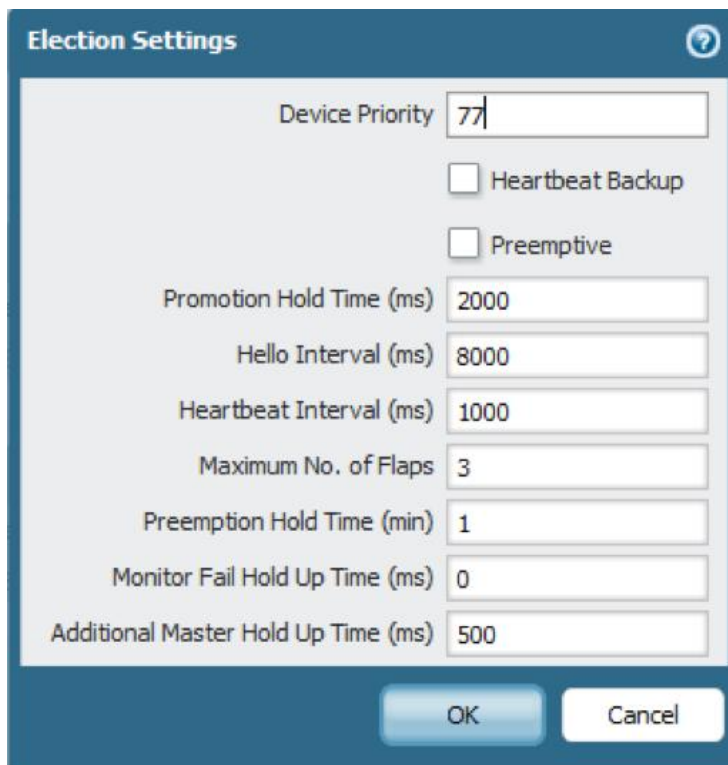 Election Settings
Device Priority 77
Heartbeat Backup
Preemptive
Promotion Hold Time (ms) 2000
Hello Interval (ms) 8000
Heartbeat Interval (ms) 1000
Maximum No. of Flaps 3
Preemption Hold Time (min) 1
Monitor Fail Hold Up Time (ms) 0
Additional Master Hold Up Time (ms) 500
OK Cancel